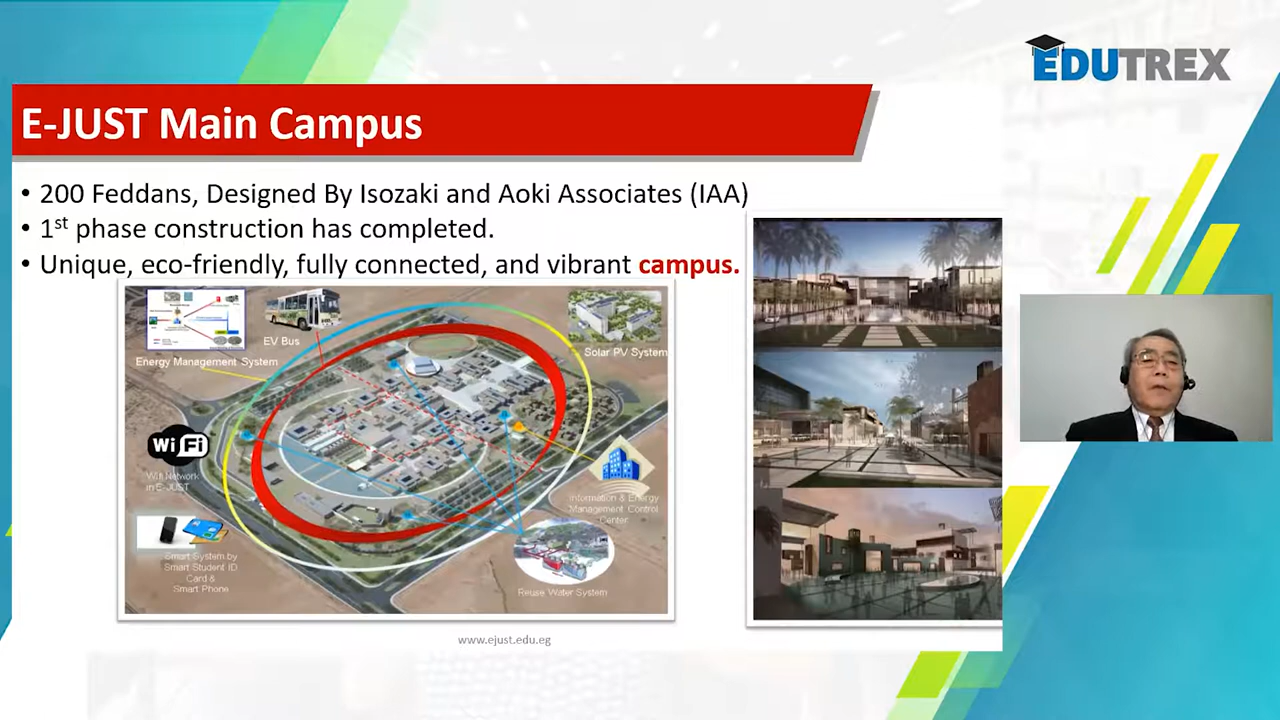 EDUTREX
E-JUST Main Campus
• 200 Feddans, Designed By Isozaki and Aoki Associates (IAA)
• 1st phase construction has completed.
• Unique, eco-friendly, fully connected, and vibrant campus.
EV Bus
Energy Management System
Solar PV System
WiFi
Wifi Network
in E-JUST
Information & Energy
Management Control
Center
Smart System by
Smart Student ID
Card &
Smart Phone
Reuse Water System
www.ejust.edu.eg